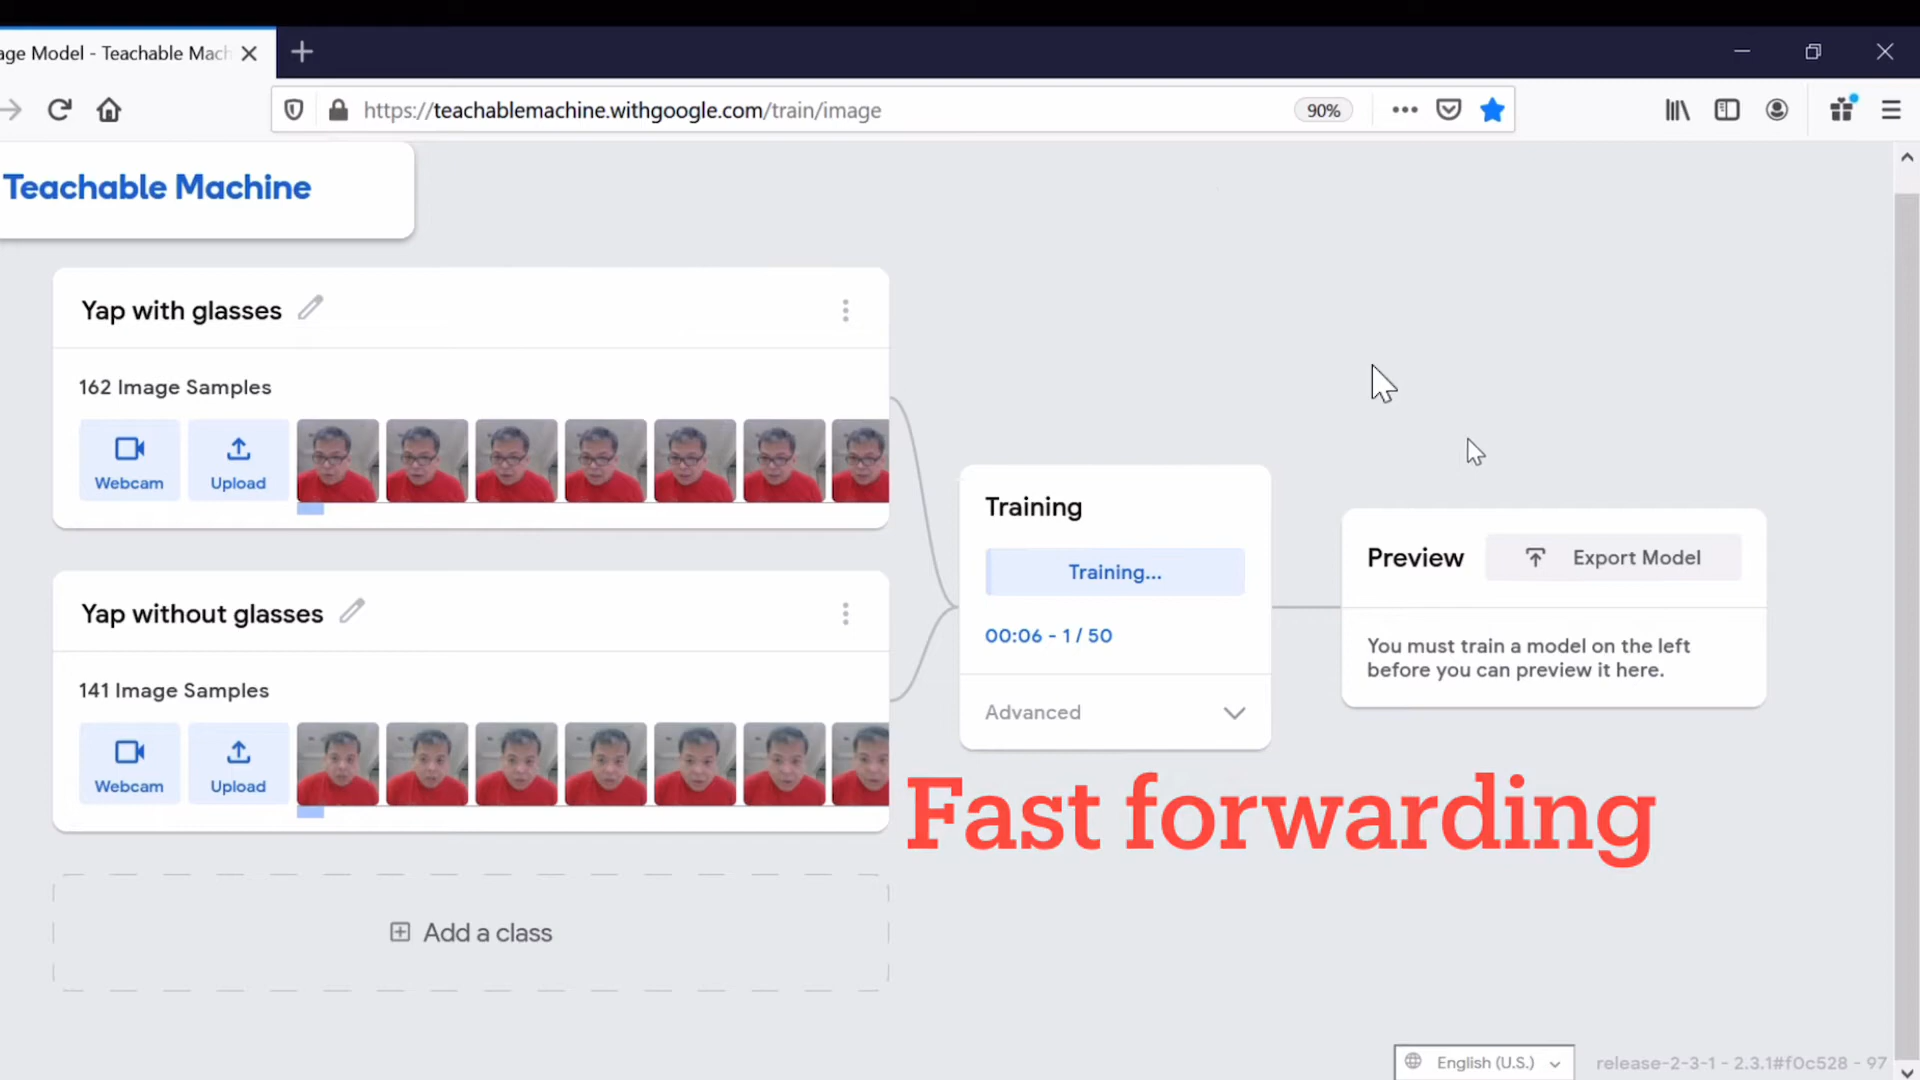 age Model - Teachable Mach
https://teachablemachine.withgoogle.com/train/image
90%
Teachable Machine
Yap with glasses
162 Image Samples
Webcam
Upload
Yap without glasses
141 Image Samples
Webcam
Upload
Add a class
Training
Training...
00:06 - 1 / 50
Advanced
Preview
Export Model
You must train a model on the left
before you can preview it here.
Fast forwarding
English (U.S.)
release-2-3-1 - 2.3.1#f0c528 - 97